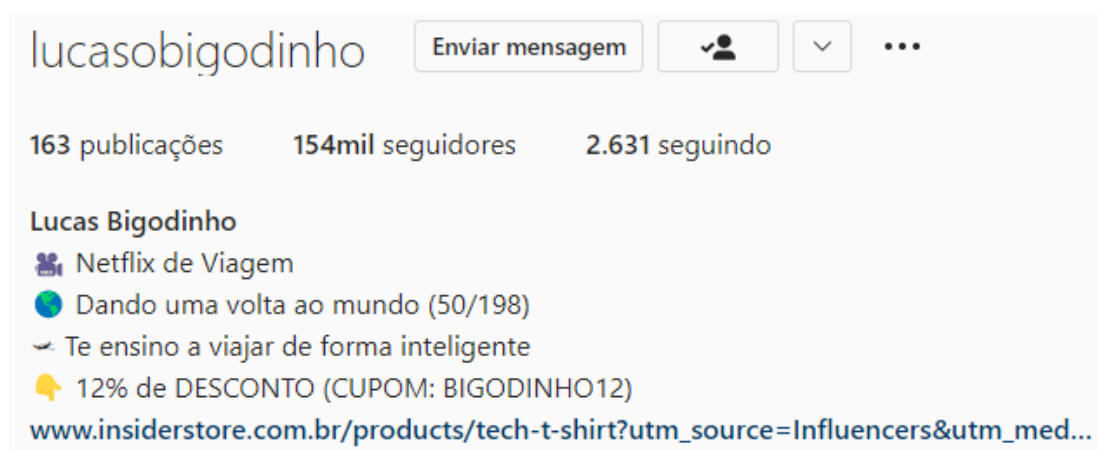 lucasobigodinho Enviar mensagem
163 publicações 154mil seguidores 2.631 seguindo
Lucas Bigodinho
Netflix de Viagem
Dando uma volta ao mundo (50/198)
Te ensino a viajar de forma inteligente
12% de DESCONTO (CUPOM: BIGODINHO12)
www.insiderstore.com.br/products/tech-t-shirt?utm_source=Influencers&utm_med...